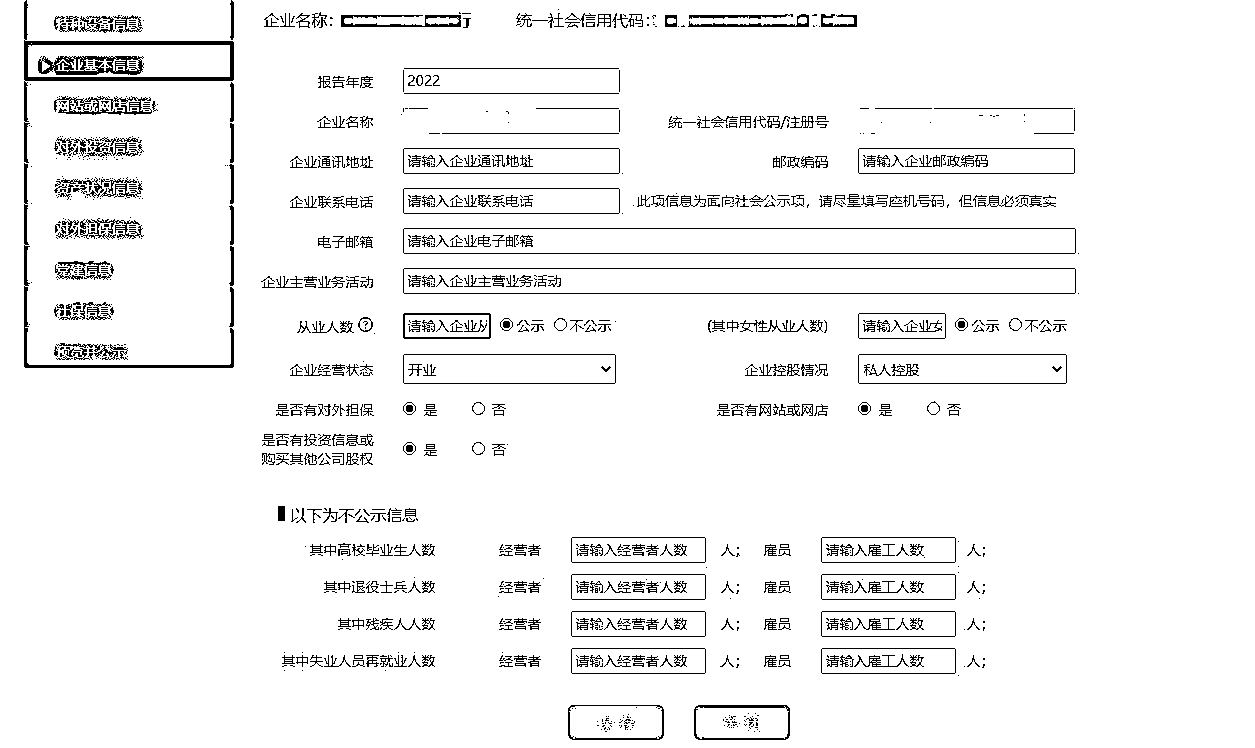 特种设备信息
企业基本信息
网站或网店信息
对外投资信息
资产状况信息
对外担保信息
党建信息
社保信息
预览并公示
企业名称: 行 统一社会信用代码:
报告年度 2022
企业名称 统一社会信用代码/注册号
企业通讯地址 请输入企业通讯地址 邮政编码 请输入企业邮政编码
企业联系电话 请输入企业联系电话 此项信息为面向社会公示项，请尽量填写座机号码，但信息必须真实
电子邮箱 请输入企业电子邮箱
企业主营业务活动 请输入企业主营业务活动
从业人数 ? 请输入企业从 公示 不公示 (其中女性从业人数) 请输入企业女 公示 不公示
企业经营状态 开业 企业控股情况 私人控股
是否有对外担保 是 否 是否有网站或网店 是 否
是否有投资信息或
购买其他公司股权 是 否
以下为不公示信息
其中高校毕业生人数 经营者 请输入经营者人数 人; 雇员 请输入雇工人数 人;
其中退役士兵人数 经营者 请输入经营者人数 人; 雇员 请输入雇工人数 人;
其中残疾人人数 经营者 请输入经营者人数 人; 雇员 请输入雇工人数 人;
其中失业人员再就业人数 经营者 请输入经营者人数 人; 雇员 请输入雇工人数 人;